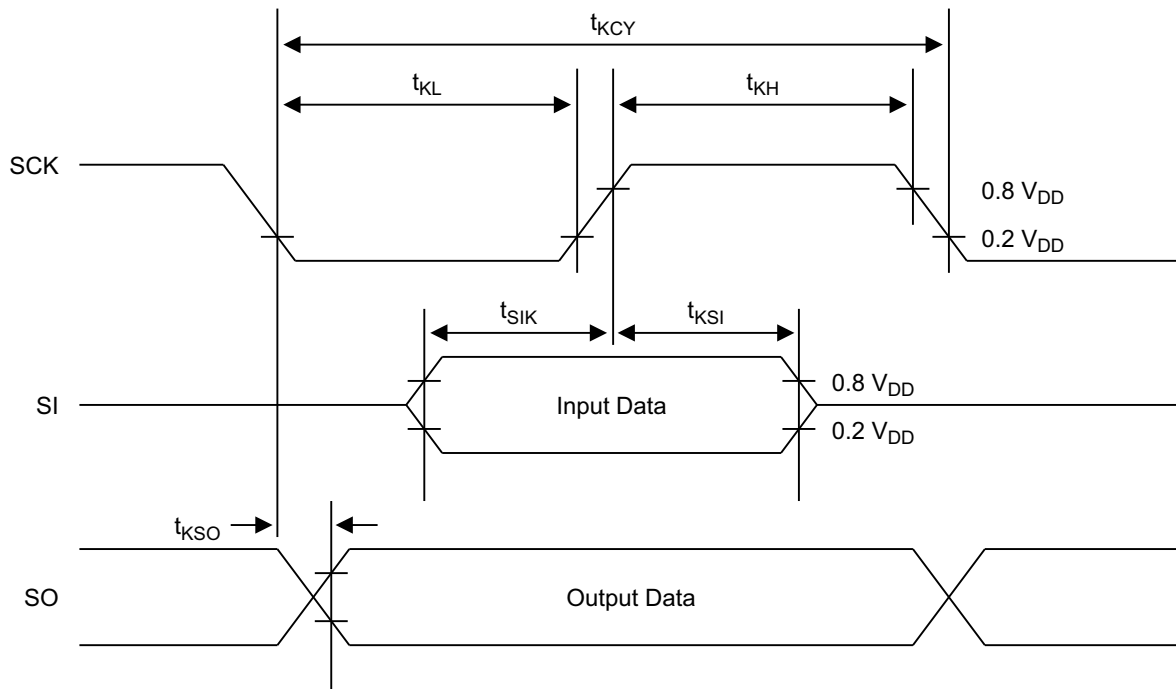 tKCY
tKL
tKH
SCK
0.8 VDD
0.2 VDD
tSIK
tKSI
0.8 VDD
SI
Input Data
0.2 VDD
tKSO
SO
Output Data